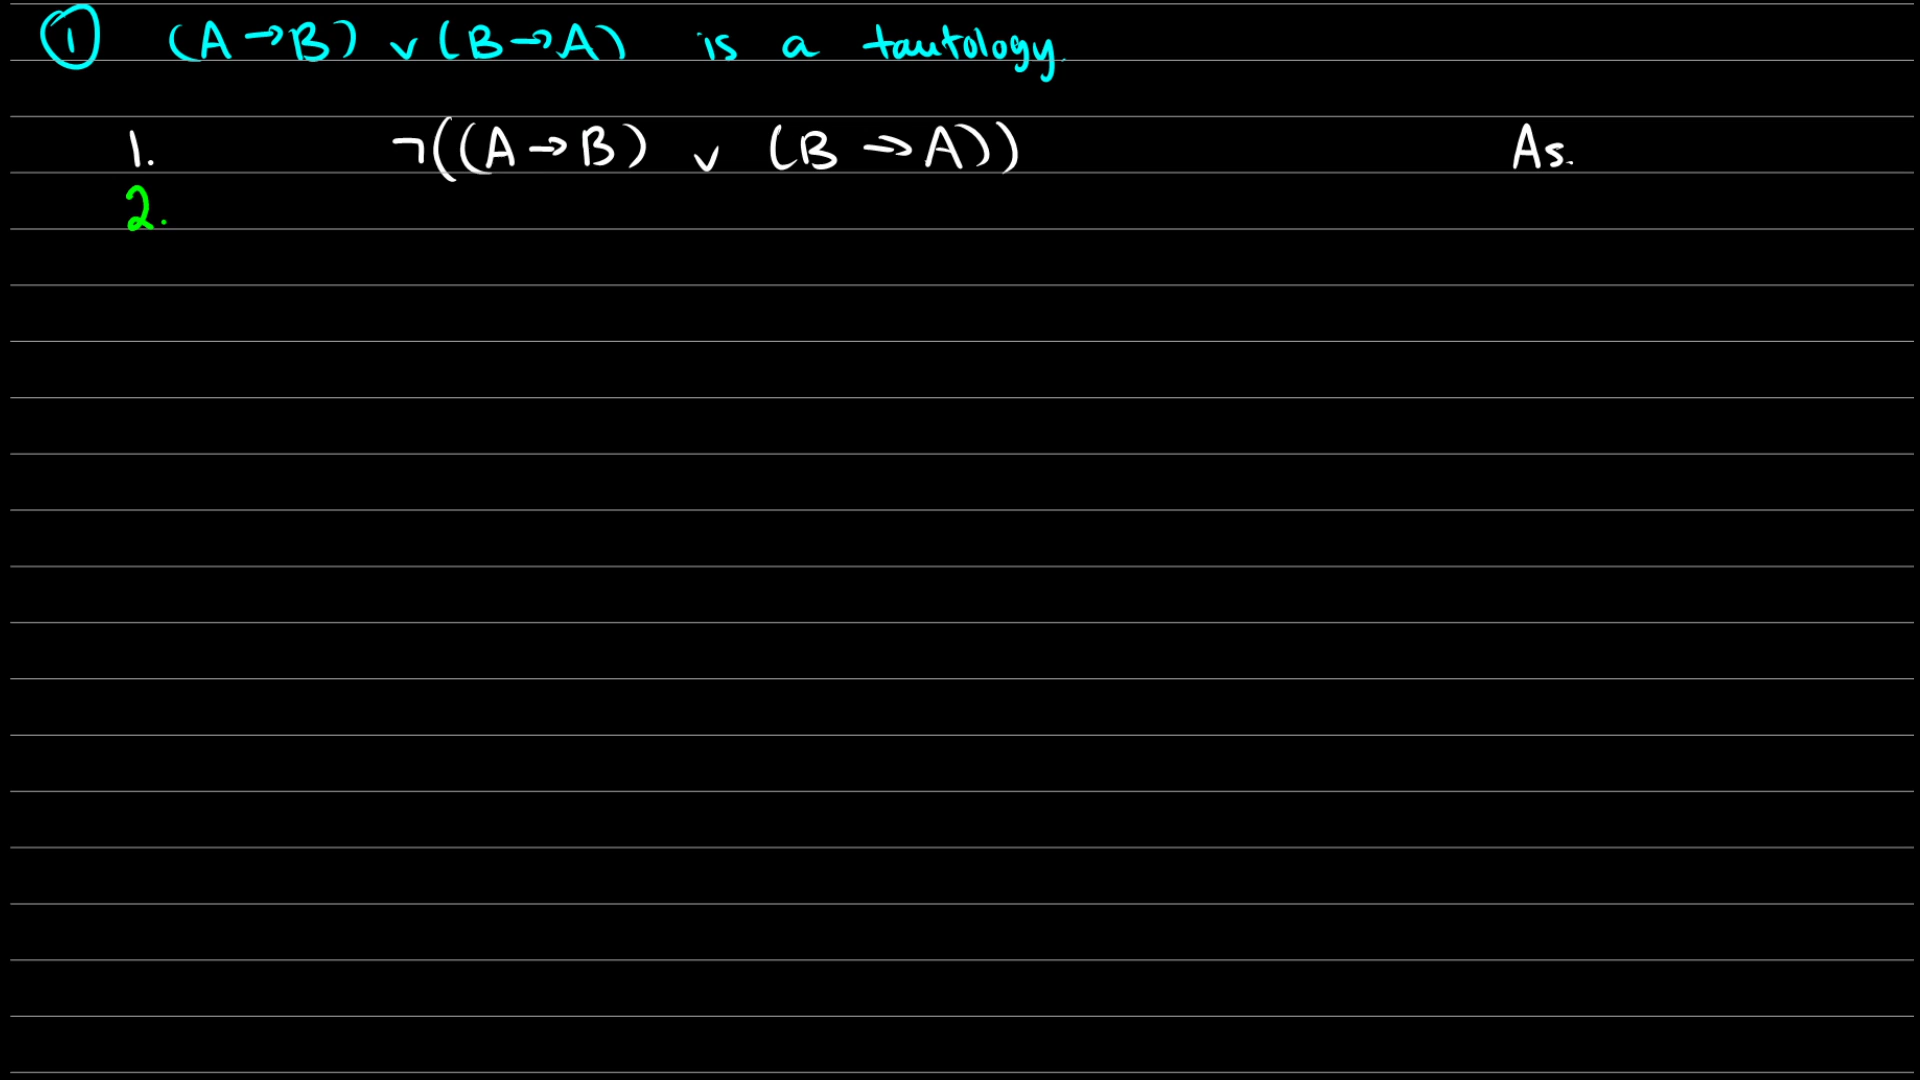 ① (A→B) ∨ (B→A) is a tautology.
1. ¬((A→B) ∨ (B→A)) As.
2.